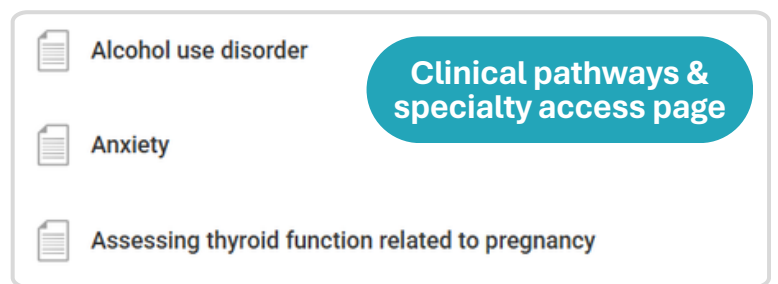 Alcohol use disorder
Clinical pathways &
specialty access page
Anxiety
Assessing thyroid function related to pregnancy